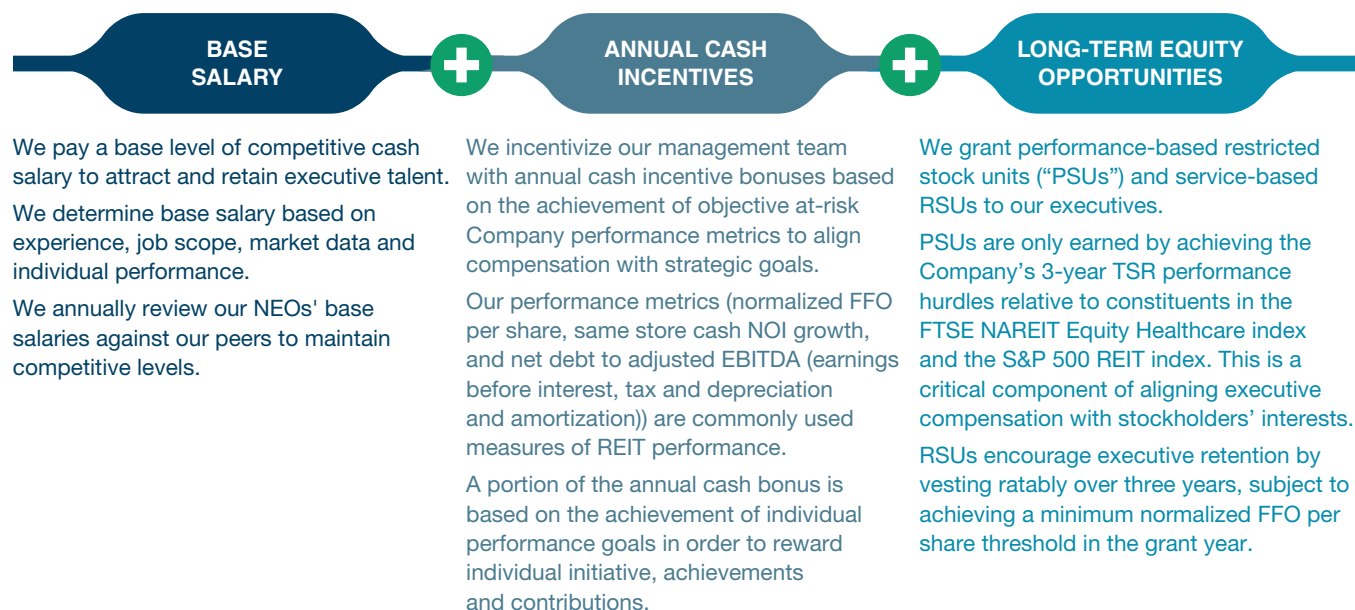 BASE
SALARY
We pay a base level of competitive cash
salary to attract and retain executive talent.
We determine base salary based on
experience, job scope, market data and
individual performance.
We annually review our NEOs' base
salaries against our peers to maintain
competitive levels.
ANNUAL CASH
INCENTIVES
We incentivize our management team
with annual cash incentive bonuses based
on the achievement of objective at-risk
Company performance metrics to align
compensation with strategic goals.
Our performance metrics (normalized FFO
per share, same store cash NOI growth,
and net debt to adjusted EBITDA (earnings
before interest, tax and depreciation
and amortization)) are commonly used
measures of REIT performance.
A portion of the annual cash bonus is
based on the achievement of individual
performance goals in order to reward
individual initiative, achievements
and contributions.
LONG-TERM EQUITY
OPPORTUNITIES
We grant performance-based restricted
stock units (“PSUs”) and service-based
RSUs to our executives.
PSUs are only earned by achieving the
Company’s 3-year TSR performance
hurdles relative to constituents in the
FTSE NAREIT Equity Healthcare index
and the S&P 500 REIT index. This is a
critical component of aligning executive
compensation with stockholders’ interests.
RSUs encourage executive retention by
vesting ratably over three years, subject to
achieving a minimum normalized FFO per
share threshold in the grant year.